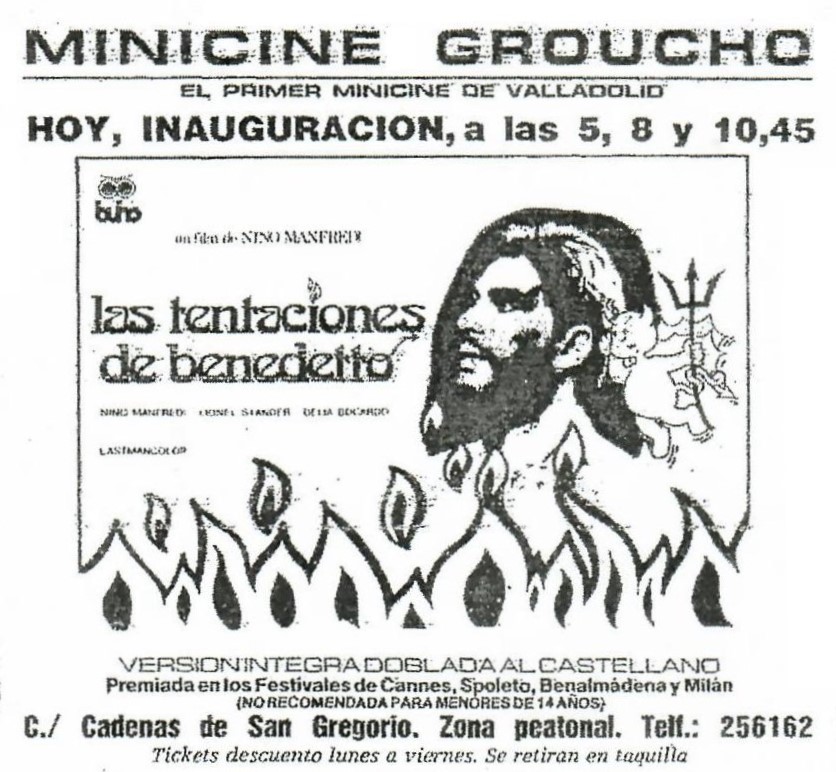 MINICINE GROUCHO
EL PRIMER MINICINE DE VALLADOLID
HOY, INAUGURACION, a las 5, 8 y 10,45
buho
un film de NINO MANFREDI
las tentaciones
de benedetto
NINO MANFREDI LIONEL STANDER DELIA BOCCARDO
EASTMANCOLOR
VERSION INTEGRA DOBLADA AL CASTELLANO
Premiada en los Festivales de Cannes, Spoleto, Benalmádena y Milán
(NO RECOMENDADA PARA MENORES DE 14 AÑOS)
C./ Cadenas de San Gregorio. Zona peatonal. Telf.: 256162
Tickets descuento lunes a viernes. Se retiran en taquilla